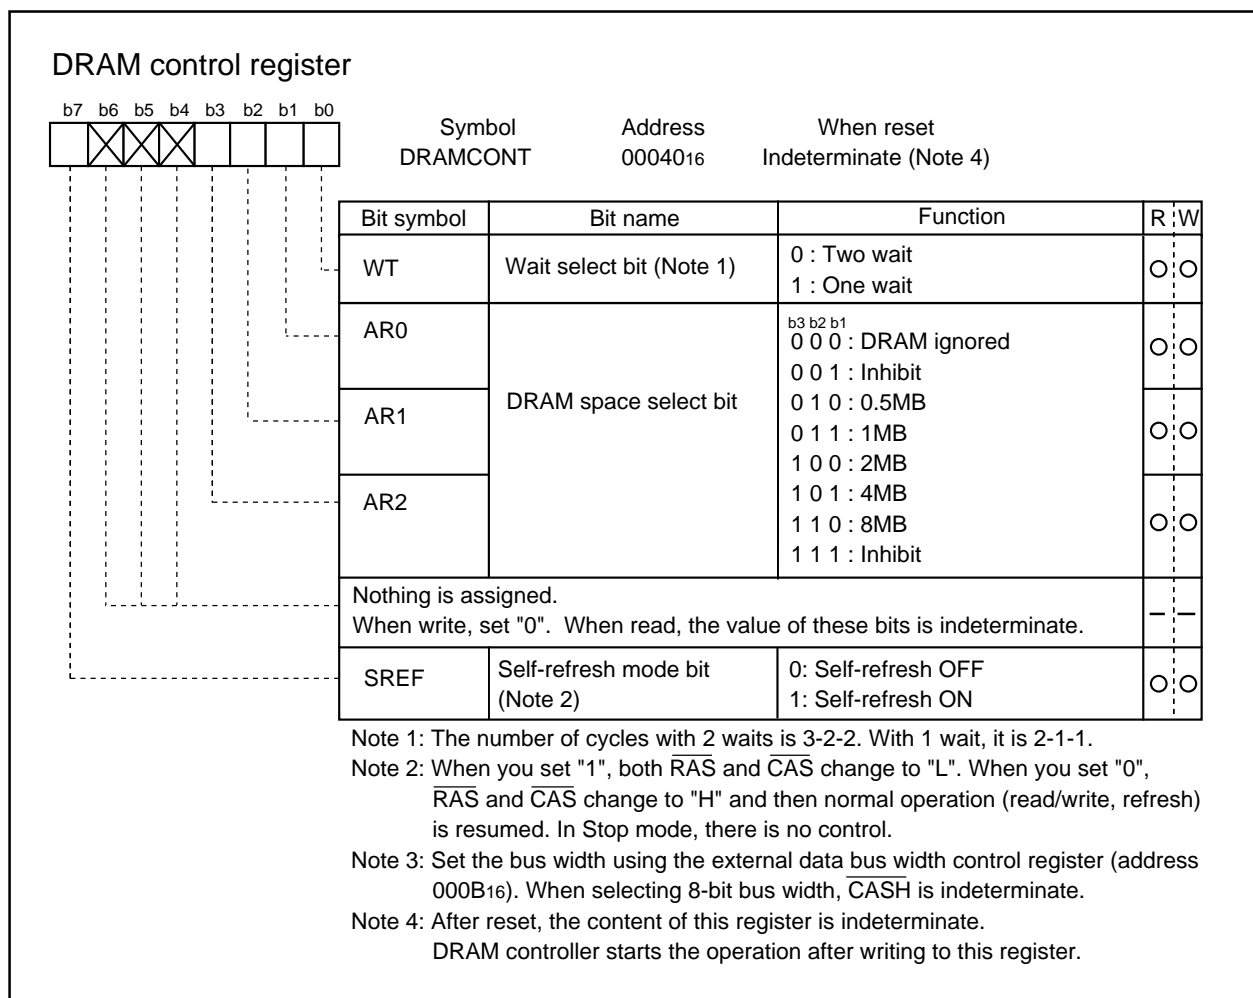 DRAM control register
b7 b6 b5 b4 b3 b2 b1 b0
Symbol Address When reset
DRAMCONT 0004016 Indeterminate (Note 4)
Bit symbol Bit name Function R W
WT Wait select bit (Note 1) 0 : Two wait
1 : One wait
AR0 b3 b2 b1
0 0 0 : DRAM ignored
0 0 1 : Inhibit
AR1 DRAM space select bit 0 1 0 : 0.5MB
0 1 1 : 1MB
1 0 0 : 2MB
AR2 1 0 1 : 4MB
1 1 0 : 8MB
1 1 1 : Inhibit
Nothing is assigned.
When write, set "0". When read, the value of these bits is indeterminate.
SREF Self-refresh mode bit 0: Self-refresh OFF
(Note 2) 1: Self-refresh ON
Note 1: The number of cycles with 2 waits is 3-2-2. With 1 wait, it is 2-1-1.
Note 2: When you set "1", both RAS and CAS change to "L". When you set "0",
RAS and CAS change to "H" and then normal operation (read/write, refresh)
is resumed. In Stop mode, there is no control.
Note 3: Set the bus width using the external data bus width control register (address
000B16). When selecting 8-bit bus width, CASH is indeterminate.
Note 4: After reset, the content of this register is indeterminate.
DRAM controller starts the operation after writing to this register.